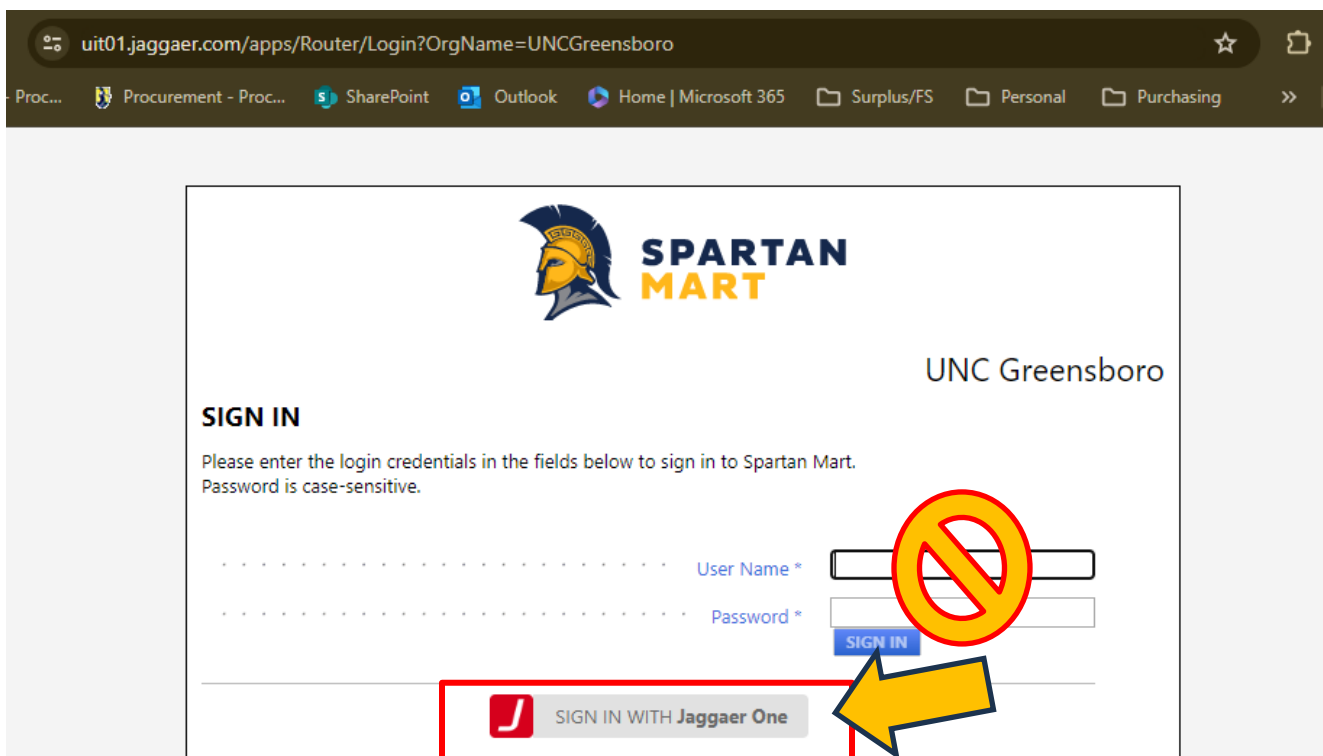 uit01.jaggaer.com/apps/Router/Login?OrgName=UNCGreensboro
- Proc... Procurement - Proc... SharePoint Outlook Home | Microsoft 365 Surplus/FS Personal Purchasing »
SPARTAN
MART
UNC Greensboro
SIGN IN
Please enter the login credentials in the fields below to sign in to Spartan Mart.
Password is case-sensitive.
User Name *
Password *
SIGN IN
J SIGN IN WITH Jaggaer One